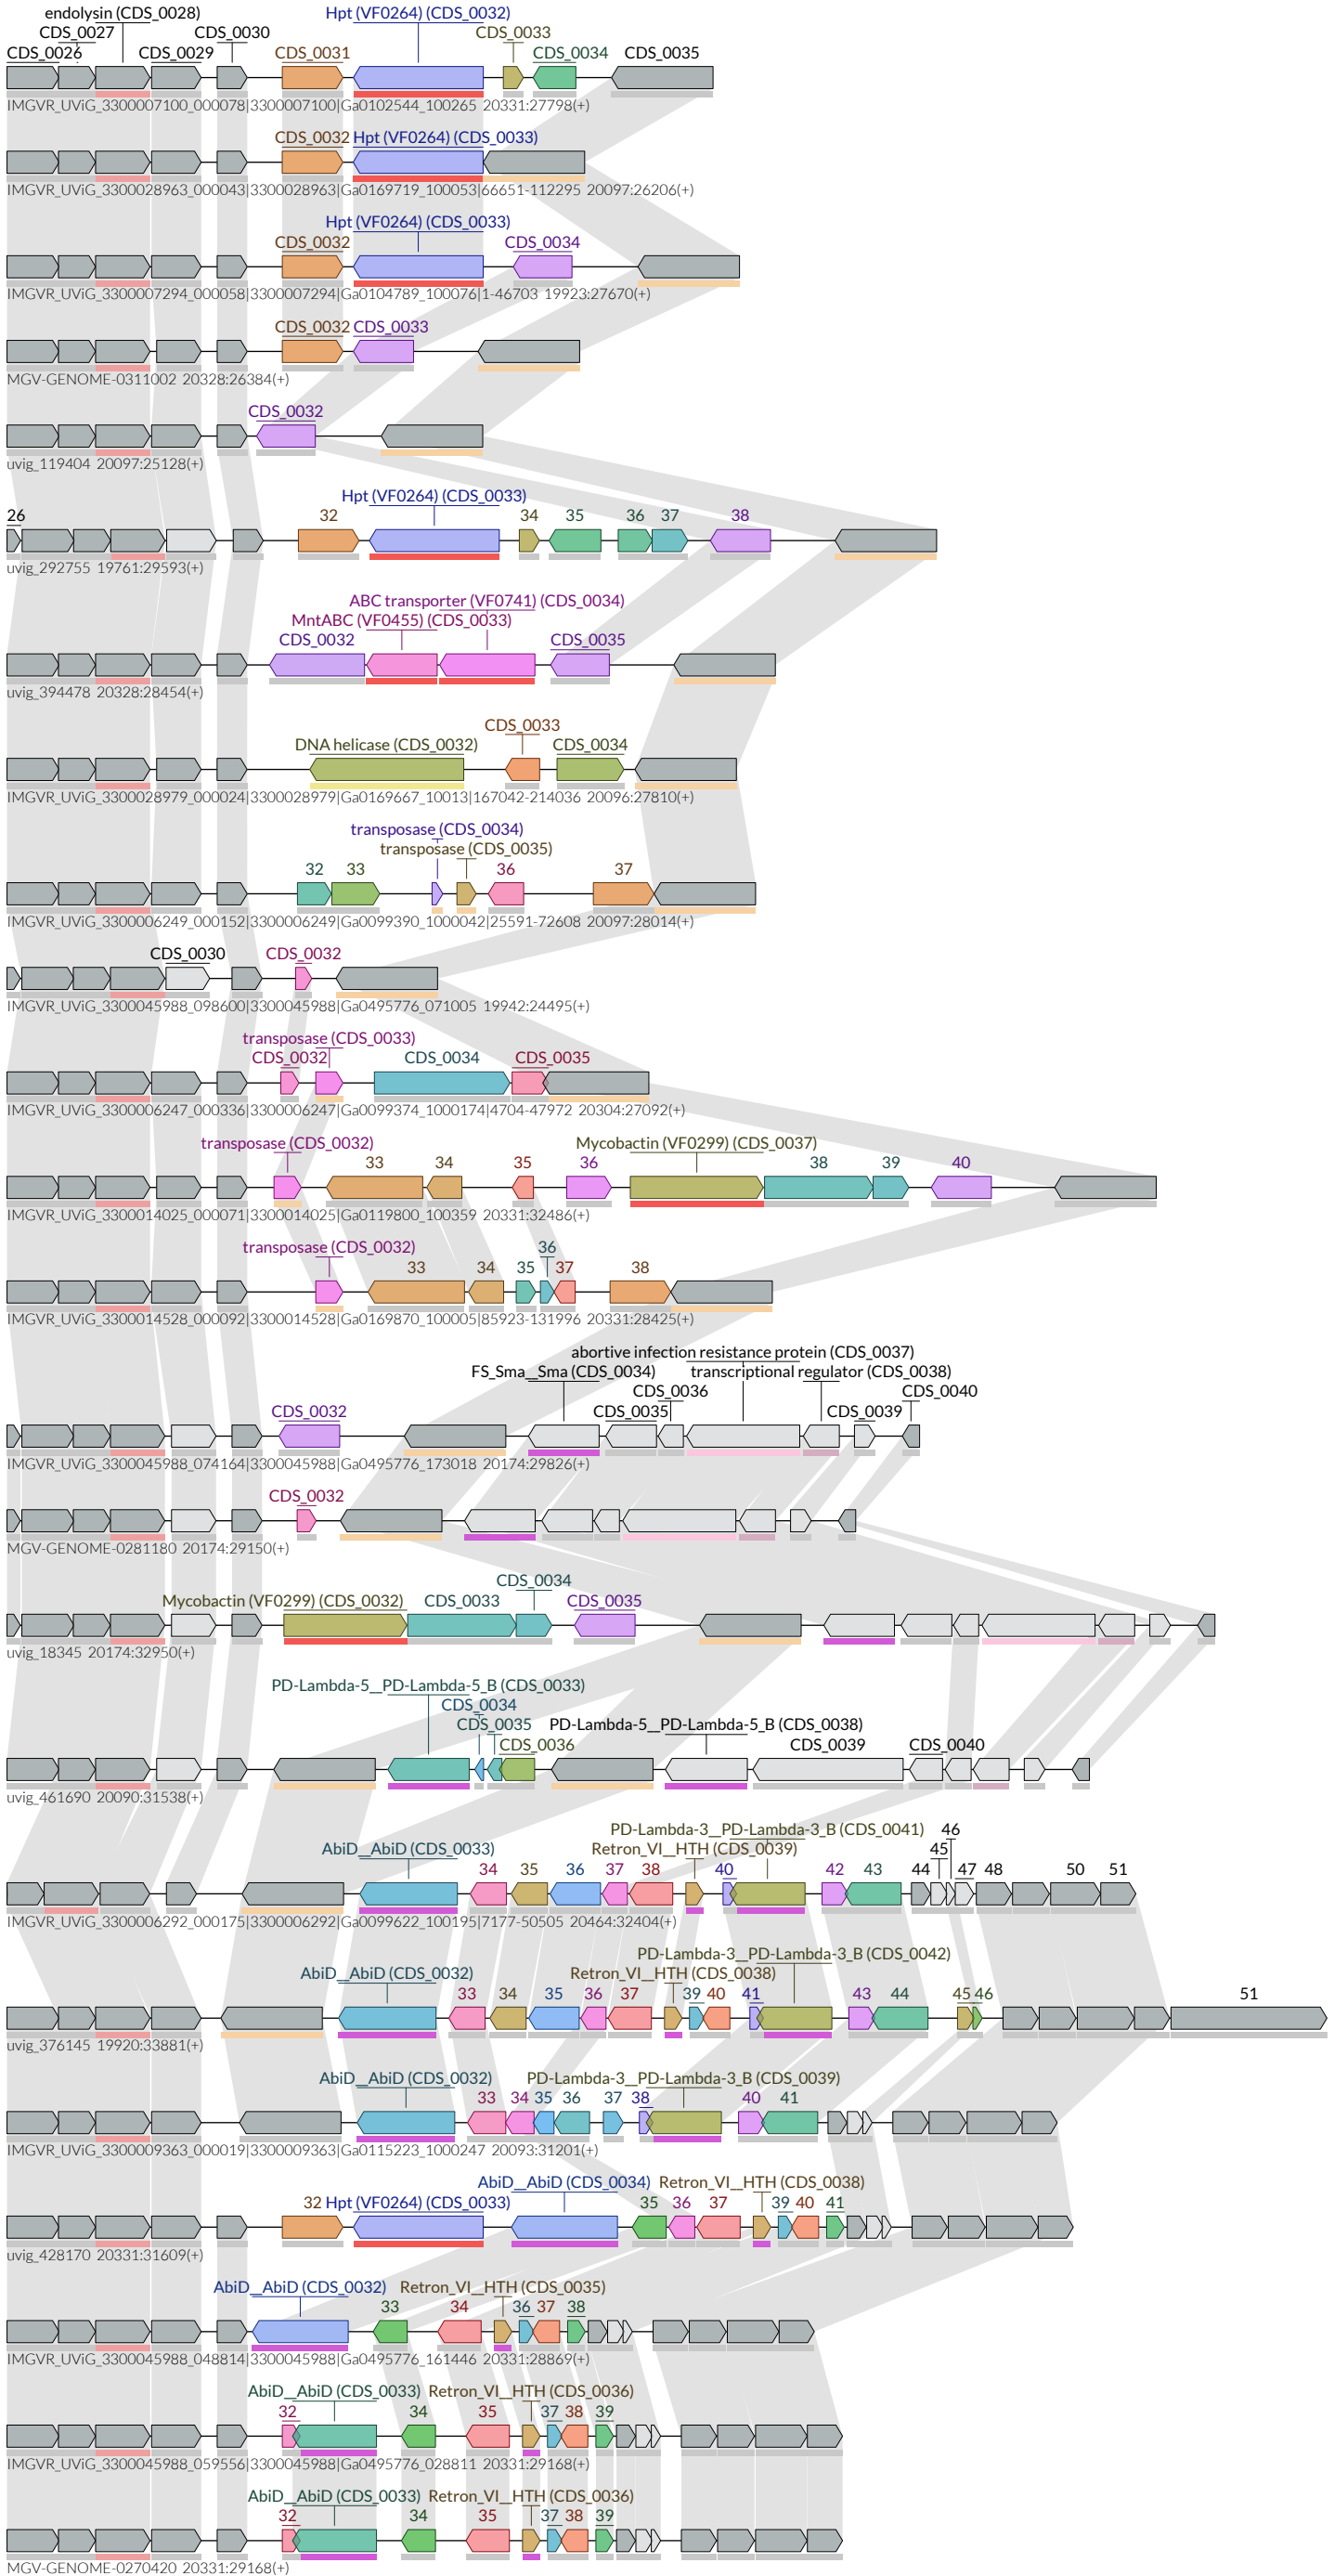 endolysin (CDS_0028) Hpt (VF0264) (CDS_0032)
CDS_0027 CDS_0030 CDS_0033
CDS_0026 CDS_0029 CDS_0031 CDS_0034 CDS_0035
IMGVR_UViG_3300007100_000078|3300007100|Ga0102544_100265 20331:27798(+)
CDS_0032 Hpt (VF0264) (CDS_0033)
IMGVR_UViG_3300028963_000043|3300028963|Ga0169719_100053|66651-112295 20097:26206(+)
Hpt (VF0264) (CDS_0033)
CDS_0032 CDS_0034
IMGVR_UViG_3300007294_000058|3300007294|Ga0104789_100076|1-46703 19923:27670(+)
CDS_0032 CDS_0033
MGV-GENOME-0311002 20328:26384(+)
CDS_0032
uvig_119404 20097:25128(+)
Hpt (VF0264) (CDS_0033)
26 32 34 35 36 37 38
uvig_292755 19761:29593(+)
ABC transporter (VF0741) (CDS_0034)
MntABC (VF0455) (CDS_0033)
CDS_0032 CDS_0035
uvig_394478 20328:28454(+)
CDS_0033
DNA helicase (CDS_0032) CDS_0034
IMGVR_UViG_3300028979_000024|3300028979|Ga0169667_10013|167042-214036 20096:27810(+)
transposase (CDS_0034)
transposase (CDS_0035)
32 33 36 37
IMGVR_UViG_3300006249_000152|3300006249|Ga0099390_1000042|25591-72608 20097:28014(+)
CDS_0030 CDS_0032
IMGVR_UViG_3300045988_098600|3300045988|Ga0495776_071005 19942:24495(+)
transposase (CDS_0033)
CDS_0032 CDS_0034 CDS_0035
IMGVR_UViG_3300006247_000336|3300006247|Ga0099374_1000174|4704-47972 20304:27092(+)
transposase (CDS_0032) Mycobactin (VF0299) (CDS_0037)
33 34 35 36 38 39 40
IMGVR_UViG_3300014025_000071|3300014025|Ga0119800_100359 20331:32486(+)
transposase (CDS_0032) 36
33 34 35 37 38
IMGVR_UViG_3300014528_000092|3300014528|Ga0169870_100005|85923-131996 20331:28425(+)
abortive infection resistance protein (CDS_0037)
FS_Sma__Sma (CDS_0034) transcriptional regulator (CDS_0038)
CDS_0036 CDS_0040
CDS_0032 CDS_0035 CDS_0039
IMGVR_UViG_3300045988_074164|3300045988|Ga0495776_173018 20174:29826(+)
CDS_0032
MGV-GENOME-0281180 20174:29150(+)
CDS_0034
Mycobactin (VF0299) (CDS_0032) CDS_0033 CDS_0035
uvig_18345 20174:32950(+)
PD-Lambda-5__PD-Lambda-5_B (CDS_0033)
CDS_0034
CDS_0035 PD-Lambda-5__PD-Lambda-5_B (CDS_0038)
CDS_0036 CDS_0039 CDS_0040
uvig_461690 20090:31538(+)
PD-Lambda-3__PD-Lambda-3_B (CDS_0041) 46
AbiD__AbiD (CDS_0033) Retron_VI__HTH (CDS_0039) 45
34 35 36 37 38 40 42 43 44 47 48 50 51
IMGVR_UViG_3300006292_000175|3300006292|Ga0099622_100195|7177-50505 20464:32404(+)
PD-Lambda-3__PD-Lambda-3_B (CDS_0042)
AbiD__AbiD (CDS_0032) Retron_VI__HTH (CDS_0038)
33 34 35 36 37 39 40 41 43 44 45 46 51
uvig_376145 19920:33881(+)
AbiD__AbiD (CDS_0032) PD-Lambda-3__PD-Lambda-3_B (CDS_0039)
33 34 35 36 37 38 40 41
IMGVR_UViG_3300009363_000019|3300009363|Ga0115223_1000247 20093:31201(+)
AbiD__AbiD (CDS_0034) Retron_VI__HTH (CDS_0038)
32 Hpt (VF0264) (CDS_0033) 35 36 37 39 40 41
uvig_428170 20331:31609(+)
AbiD__AbiD (CDS_0032) Retron_VI__HTH (CDS_0035)
33 34 36 37 38
IMGVR_UViG_3300045988_048814|3300045988|Ga0495776_161446 20331:28869(+)
AbiD__AbiD (CDS_0033) Retron_VI__HTH (CDS_0036)
32 34 35 37 38 39
IMGVR_UViG_3300045988_059556|3300045988|Ga0495776_028811 20331:29168(+)
AbiD__AbiD (CDS_0033) Retron_VI__HTH (CDS_0036)
32 34 35 37 38 39
MGV-GENOME-0270420 20331:29168(+)